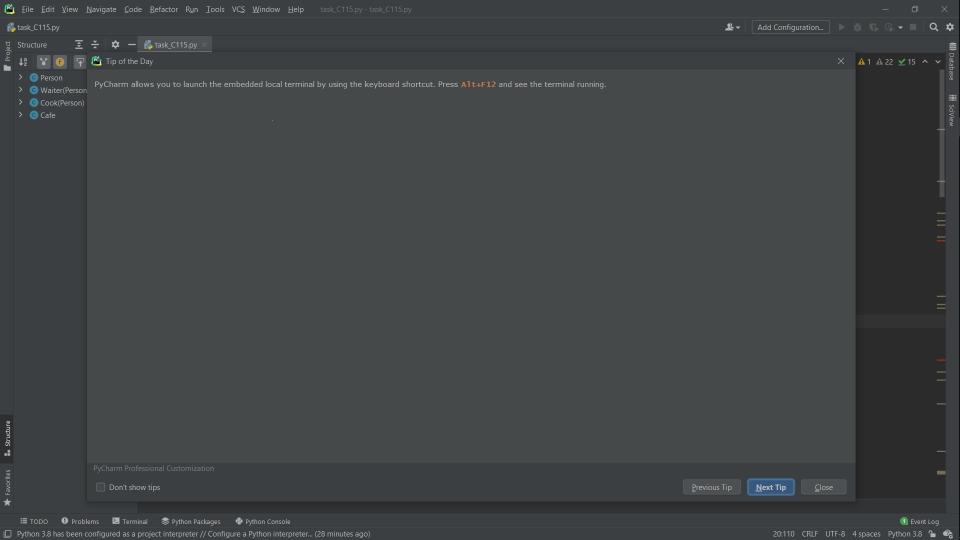 File Edit View Navigate Code Refactor Run Tools VCS Window Help task_C115.py - task_C115.py
task_C115.py Add Configuration...
Project
Structure task_C115.py
Tip of the Day
1 22 15
Database
SciView
PyCharm allows you to launch the embedded local terminal by using the keyboard shortcut. Press Alt+F12 and see the terminal running.
Person
Waiter(Person
Cook(Person)
Cafe
Structure
Favorites
PyCharm Professional Customization
Don't show tips Previous Tip Next Tip Close
TODO Problems Terminal Python Packages Python Console 1 Event Log
Python 3.8 has been configured as a project interpreter // Configure a Python interpreter... (28 minutes ago) 20:110 CRLF UTF-8 4 spaces Python 3.8